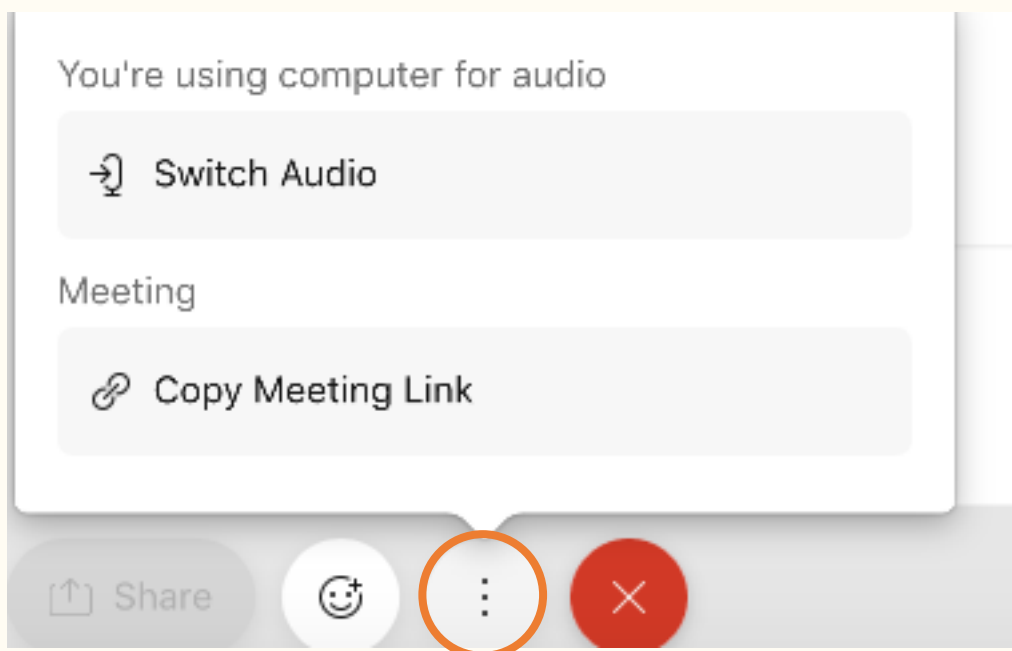 You're using computer for audio
Switch Audio
Meeting
Copy Meeting Link
Share